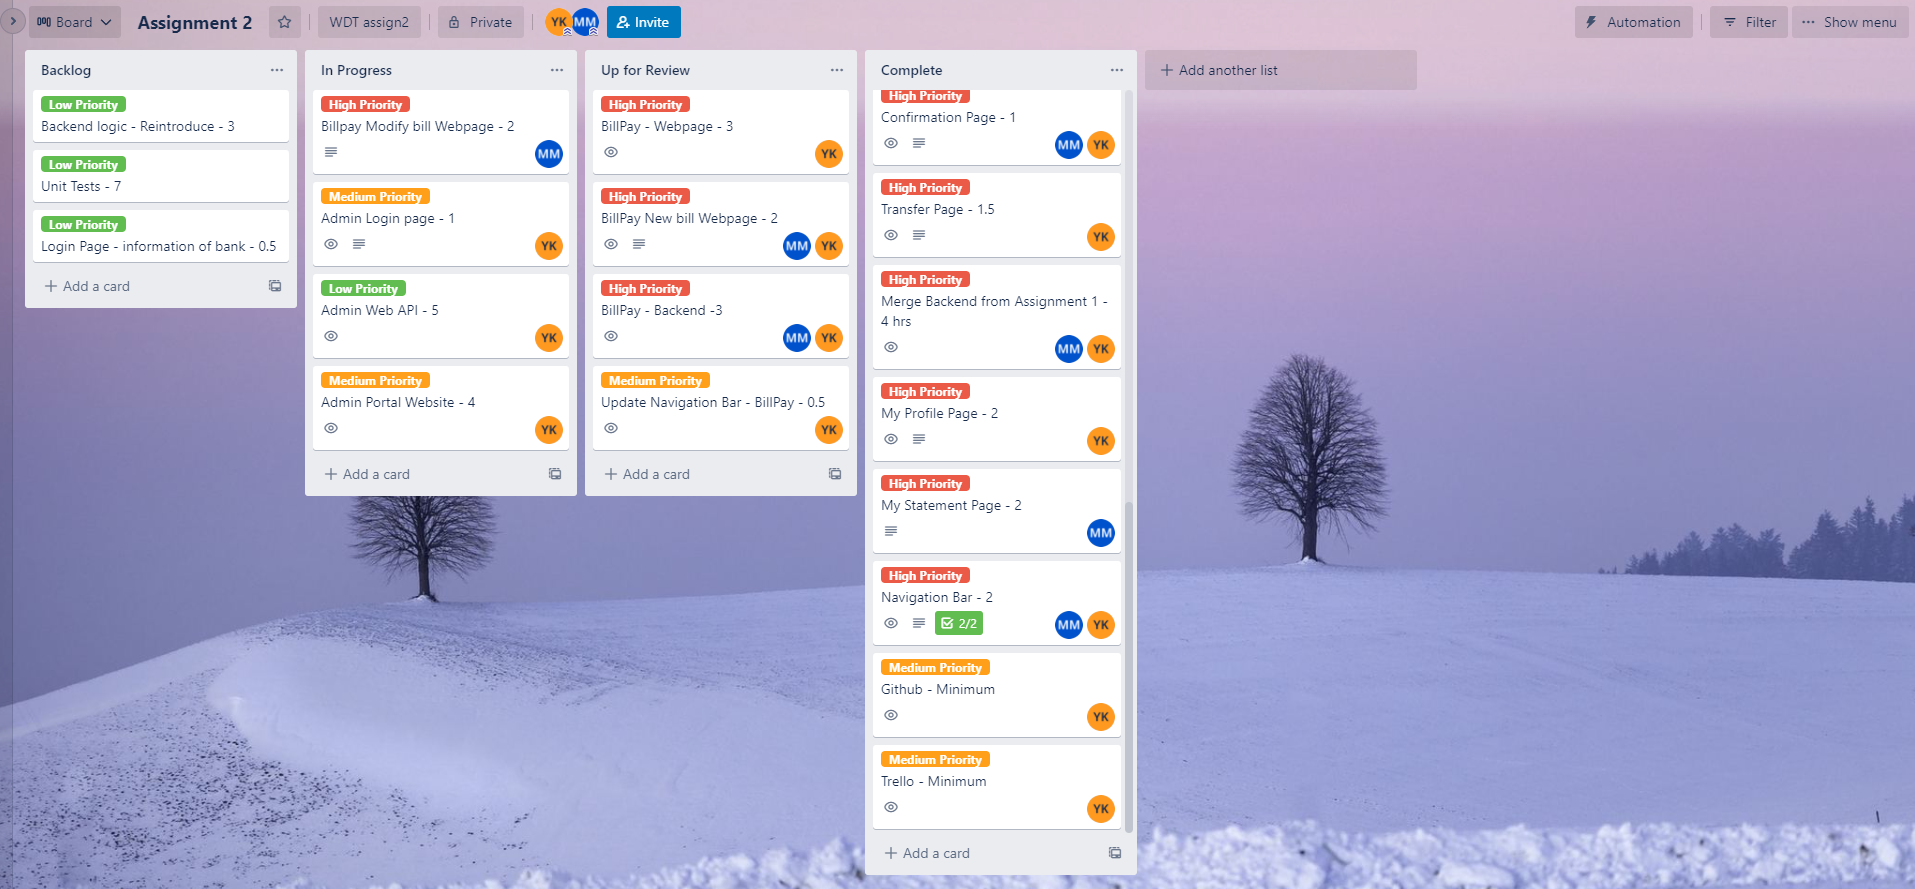 Board
Assignment 2
WDT assign2
Private
YK
MM
Invite
Automation
Filter
Show menu
Backlog
Low Priority
Backend logic - Reintroduce - 3
Low Priority
Unit Tests - 7
Low Priority
Login Page - information of bank - 0.5
Add a card
In Progress
High Priority
Billpay Modify bill Webpage - 2
MM
Medium Priority
Admin Login page - 1
YK
Low Priority
Admin Web API - 5
YK
Medium Priority
Admin Portal Website - 4
YK
Add a card
Up for Review
High Priority
BillPay - Webpage - 3
YK
High Priority
BillPay New bill Webpage - 2
MM YK
High Priority
BillPay - Backend -3
MM YK
Medium Priority
Update Navigation Bar - BillPay - 0.5
YK
Add a card
Complete
High Priority
Confirmation Page - 1
MM YK
High Priority
Transfer Page - 1.5
YK
High Priority
Merge Backend from Assignment 1 -
4 hrs
MM YK
High Priority
My Profile Page - 2
YK
High Priority
My Statement Page - 2
MM
High Priority
Navigation Bar - 2
2/2
MM YK
Medium Priority
Github - Minimum
YK
Medium Priority
Trello - Minimum
YK
Add a card
Add another list